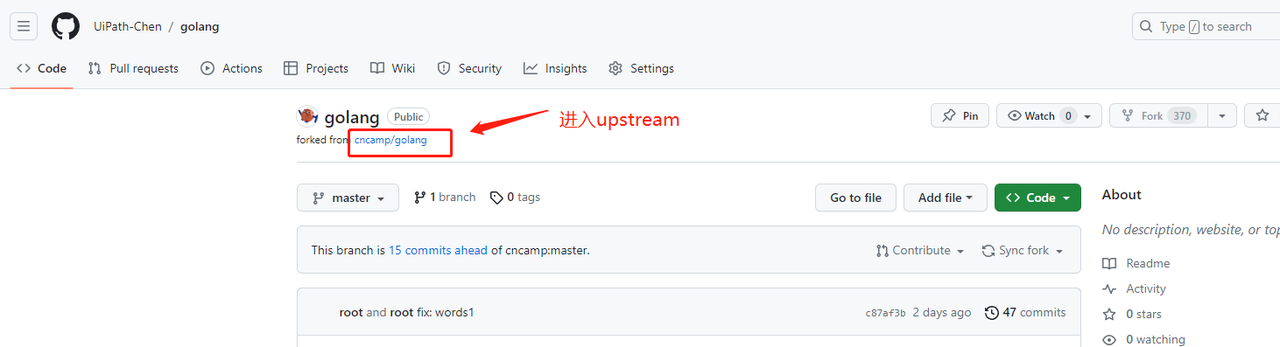 UiPath-Chen / golang
Type / to search
Code Pull requests Actions Projects Wiki Security Insights Settings
golang Public
进入upstream
Pin Watch 0 Fork 370
forked from cncamp/golang
master 1 branch 0 tags Go to file Add file Code
About
No description, website, or top
This branch is 15 commits ahead of cncamp:master. Contribute Sync fork
Readme
Activity
root and root fix: words1 c87af3b 2 days ago 47 commits
0 stars
0 watching